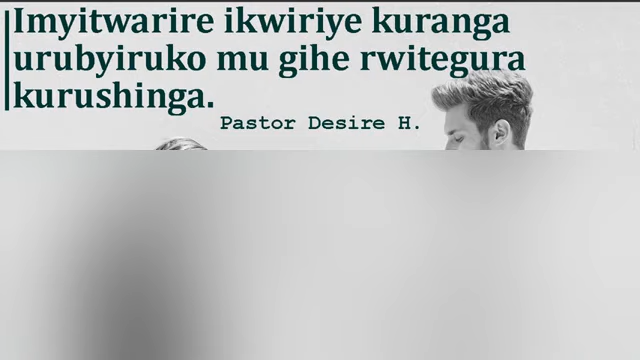 Imyitwarire ikwiriye kuranga
urubyiruko mu gihe rwitegura
kurushinga.
Pastor Desire H.